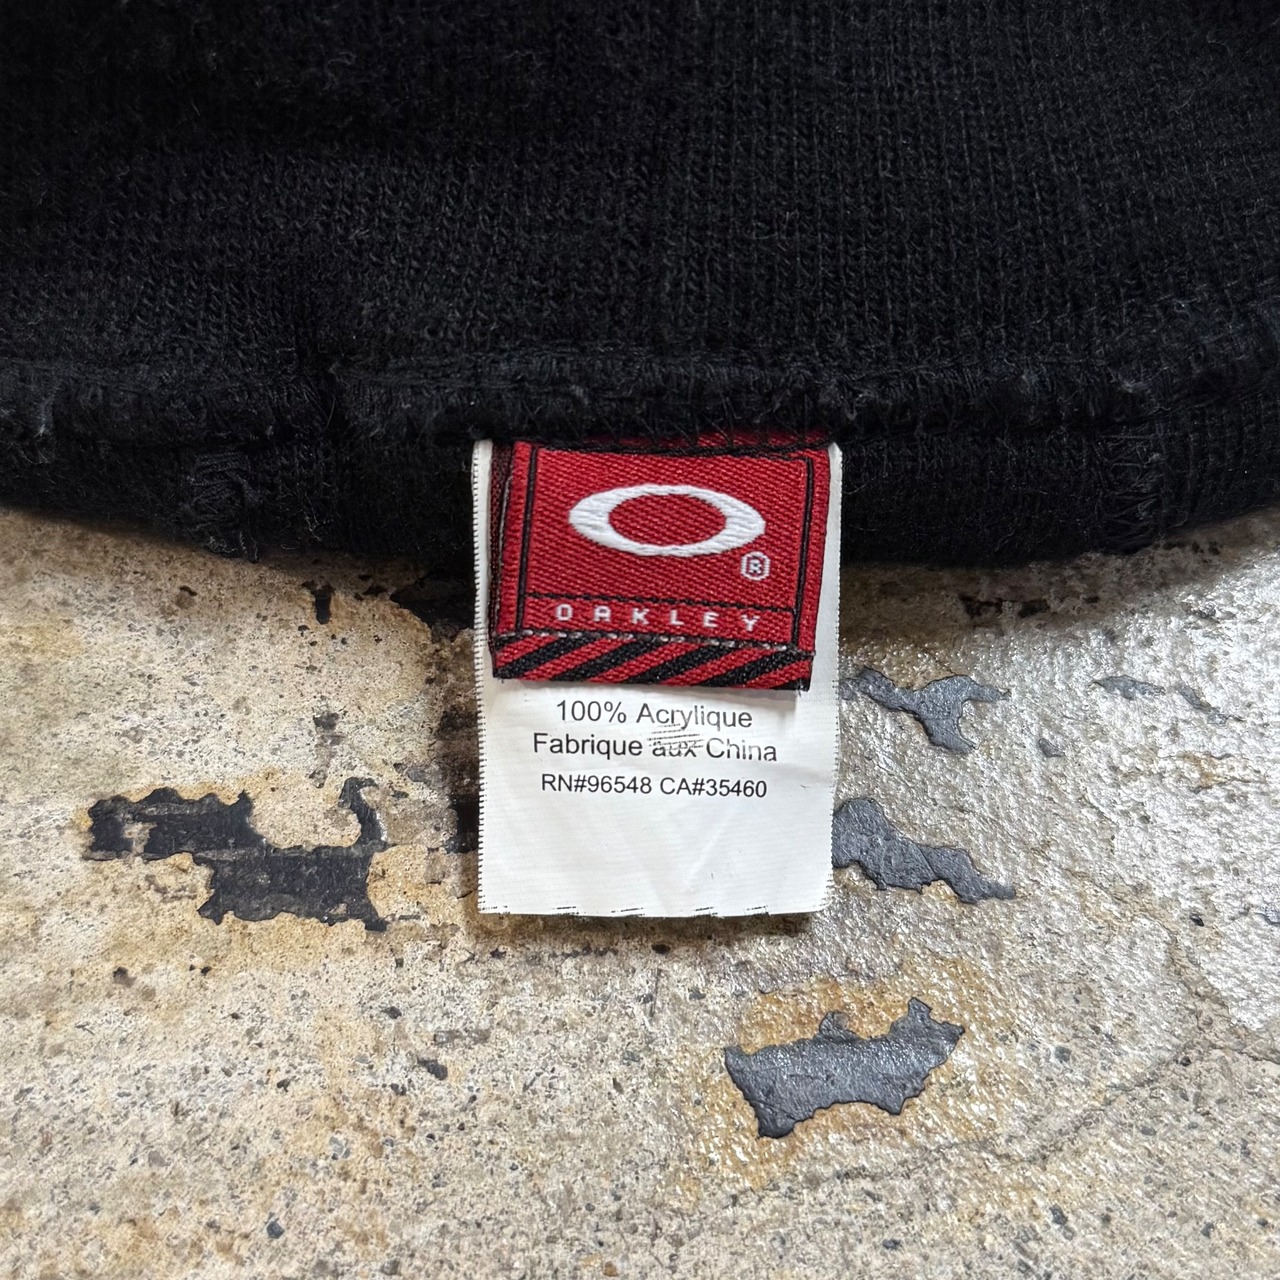 ®
OAKLEY
100% Acrylique
Fabrique aux China
RN#96548 CA#35460